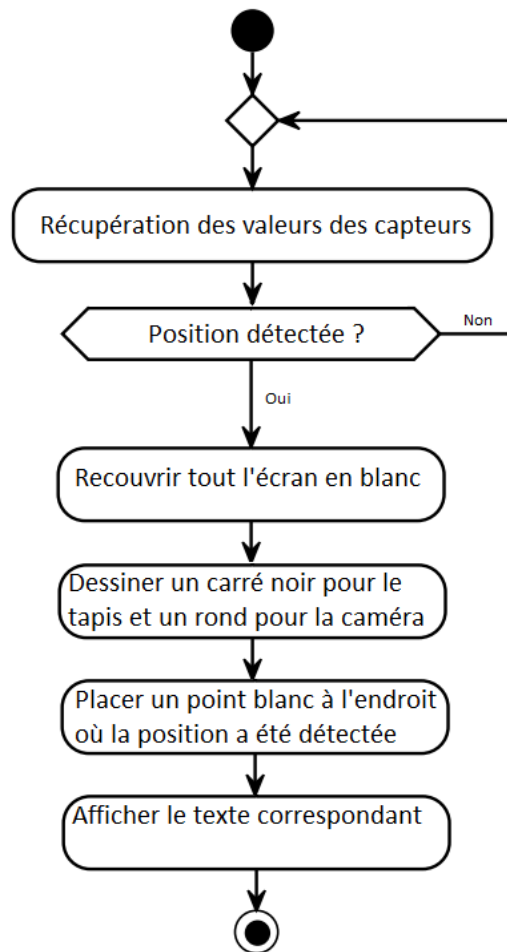 Récupération des valeurs des capteurs
Position détectée ?
Non
Oui
Recouvrir tout l'écran en blanc
Dessiner un carré noir pour le
tapis et un rond pour la caméra
Placer un point blanc à l'endroit
où la position a été détectée
Afficher le texte correspondant